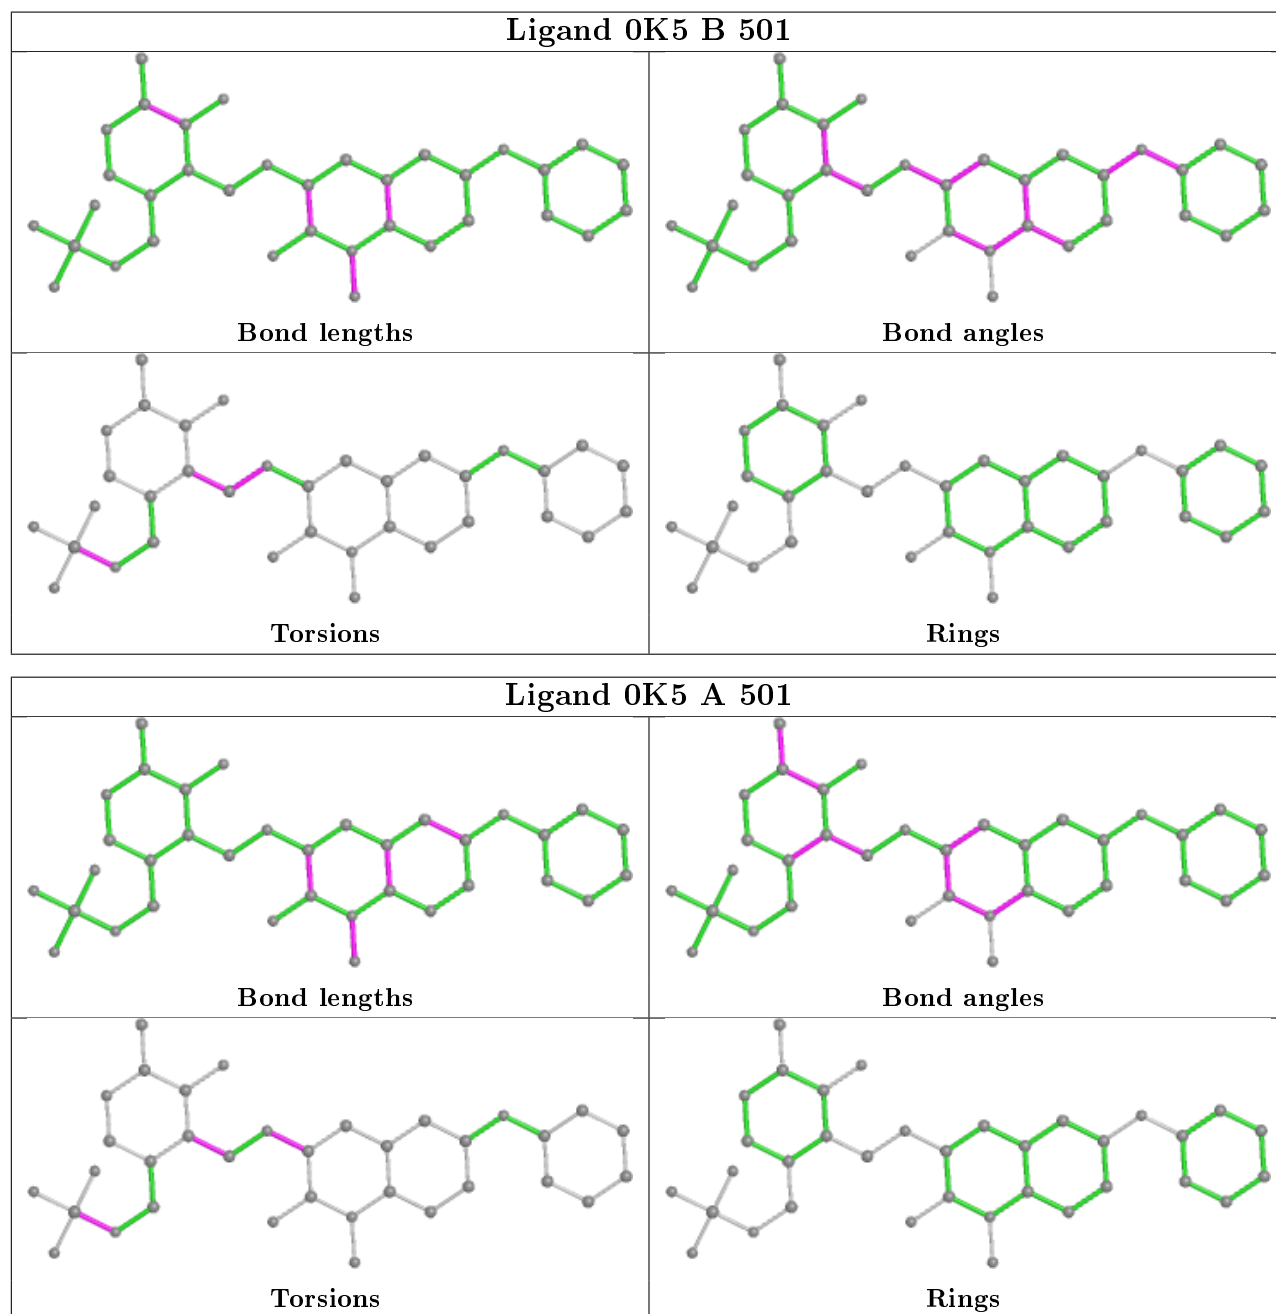 Ligand 0K5 B 501
Bond lengths
Bond angles
Torsions
Rings
Ligand 0K5 A 501
Bond lengths
Bond angles
Torsions
Rings